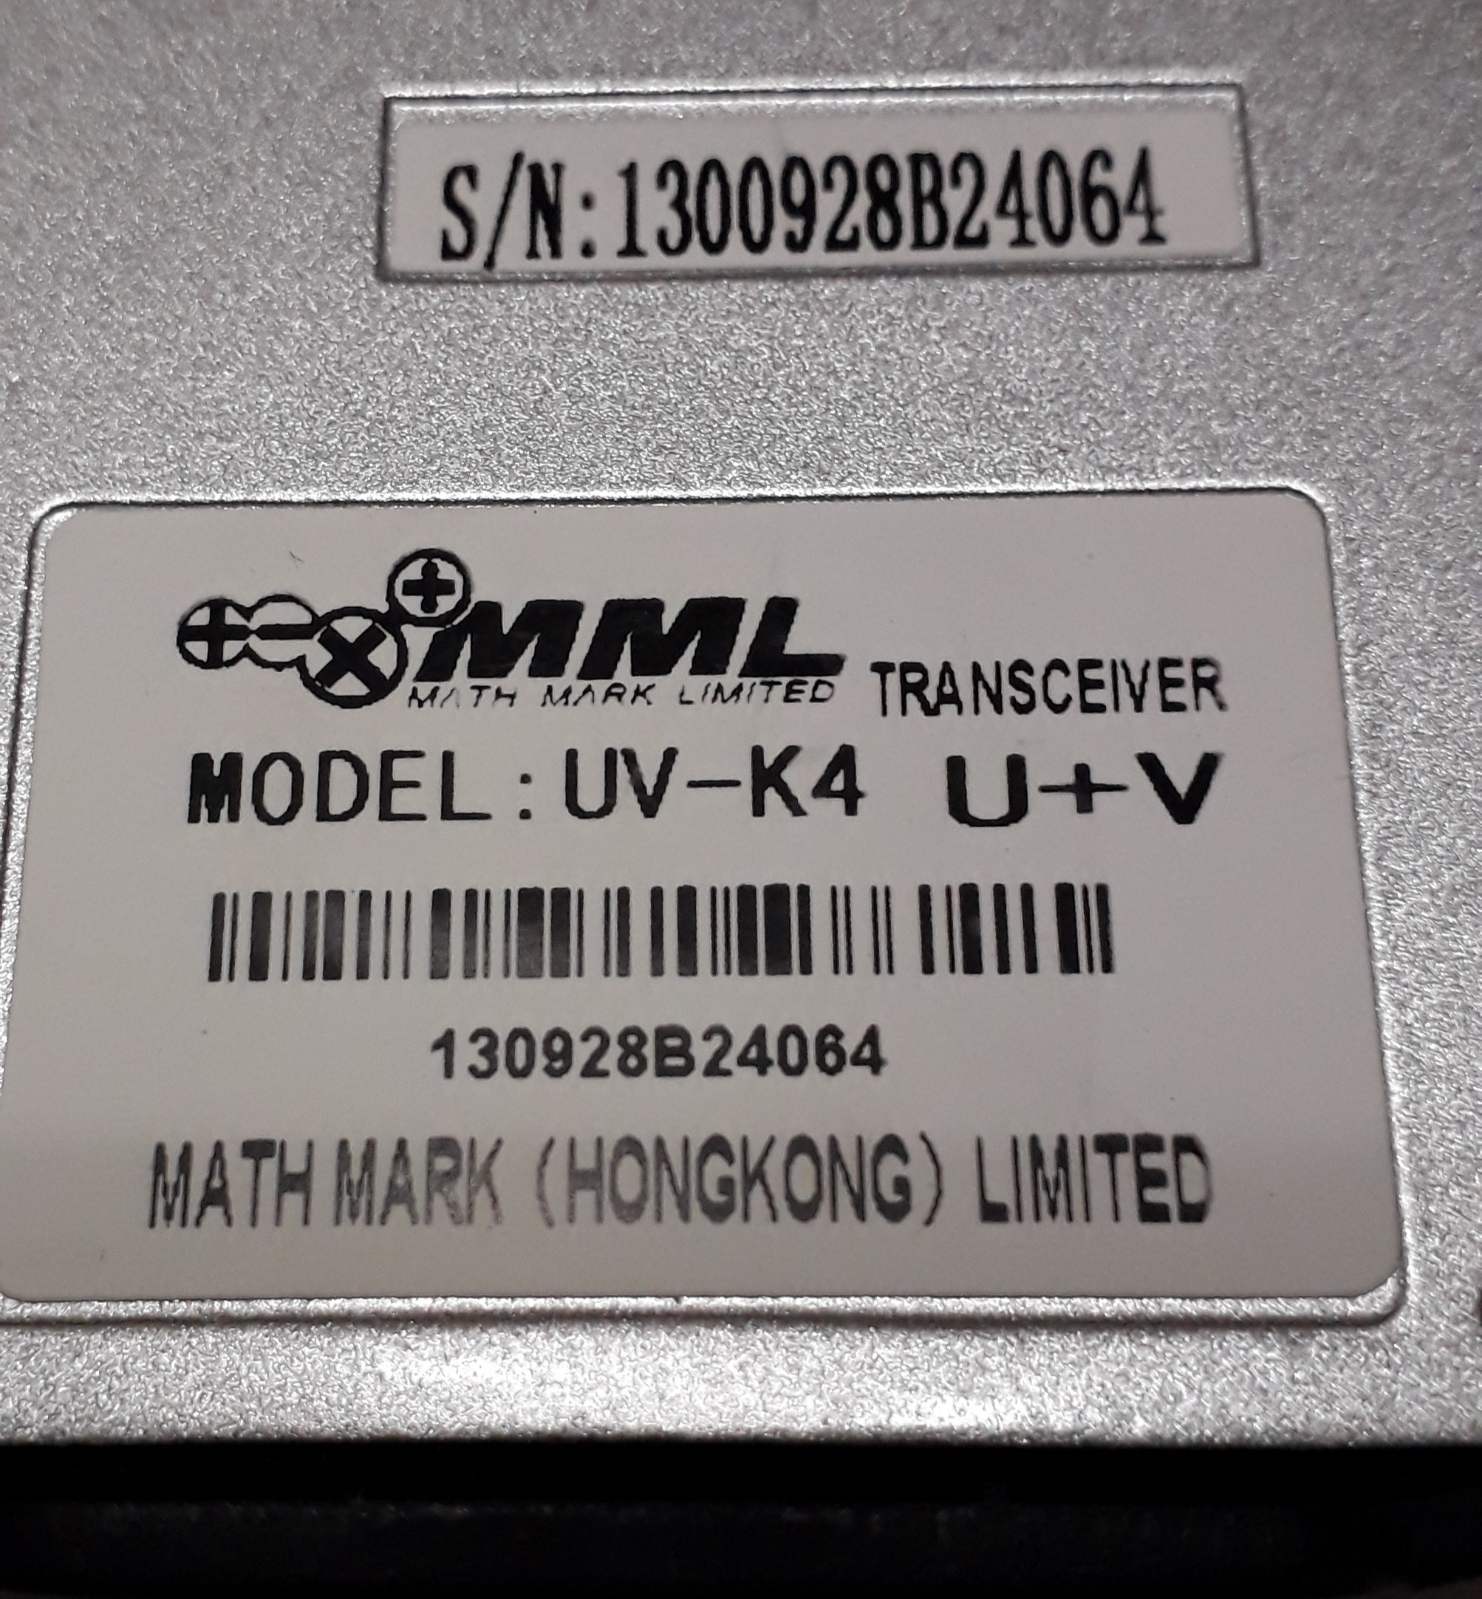 S/N:1300928B24064
MML
MATH MARK LIMITED TRANSCEIVER
MODEL: UV-K4 U+V
130928B24064
MATH MARK (HONGKONG) LIMITED